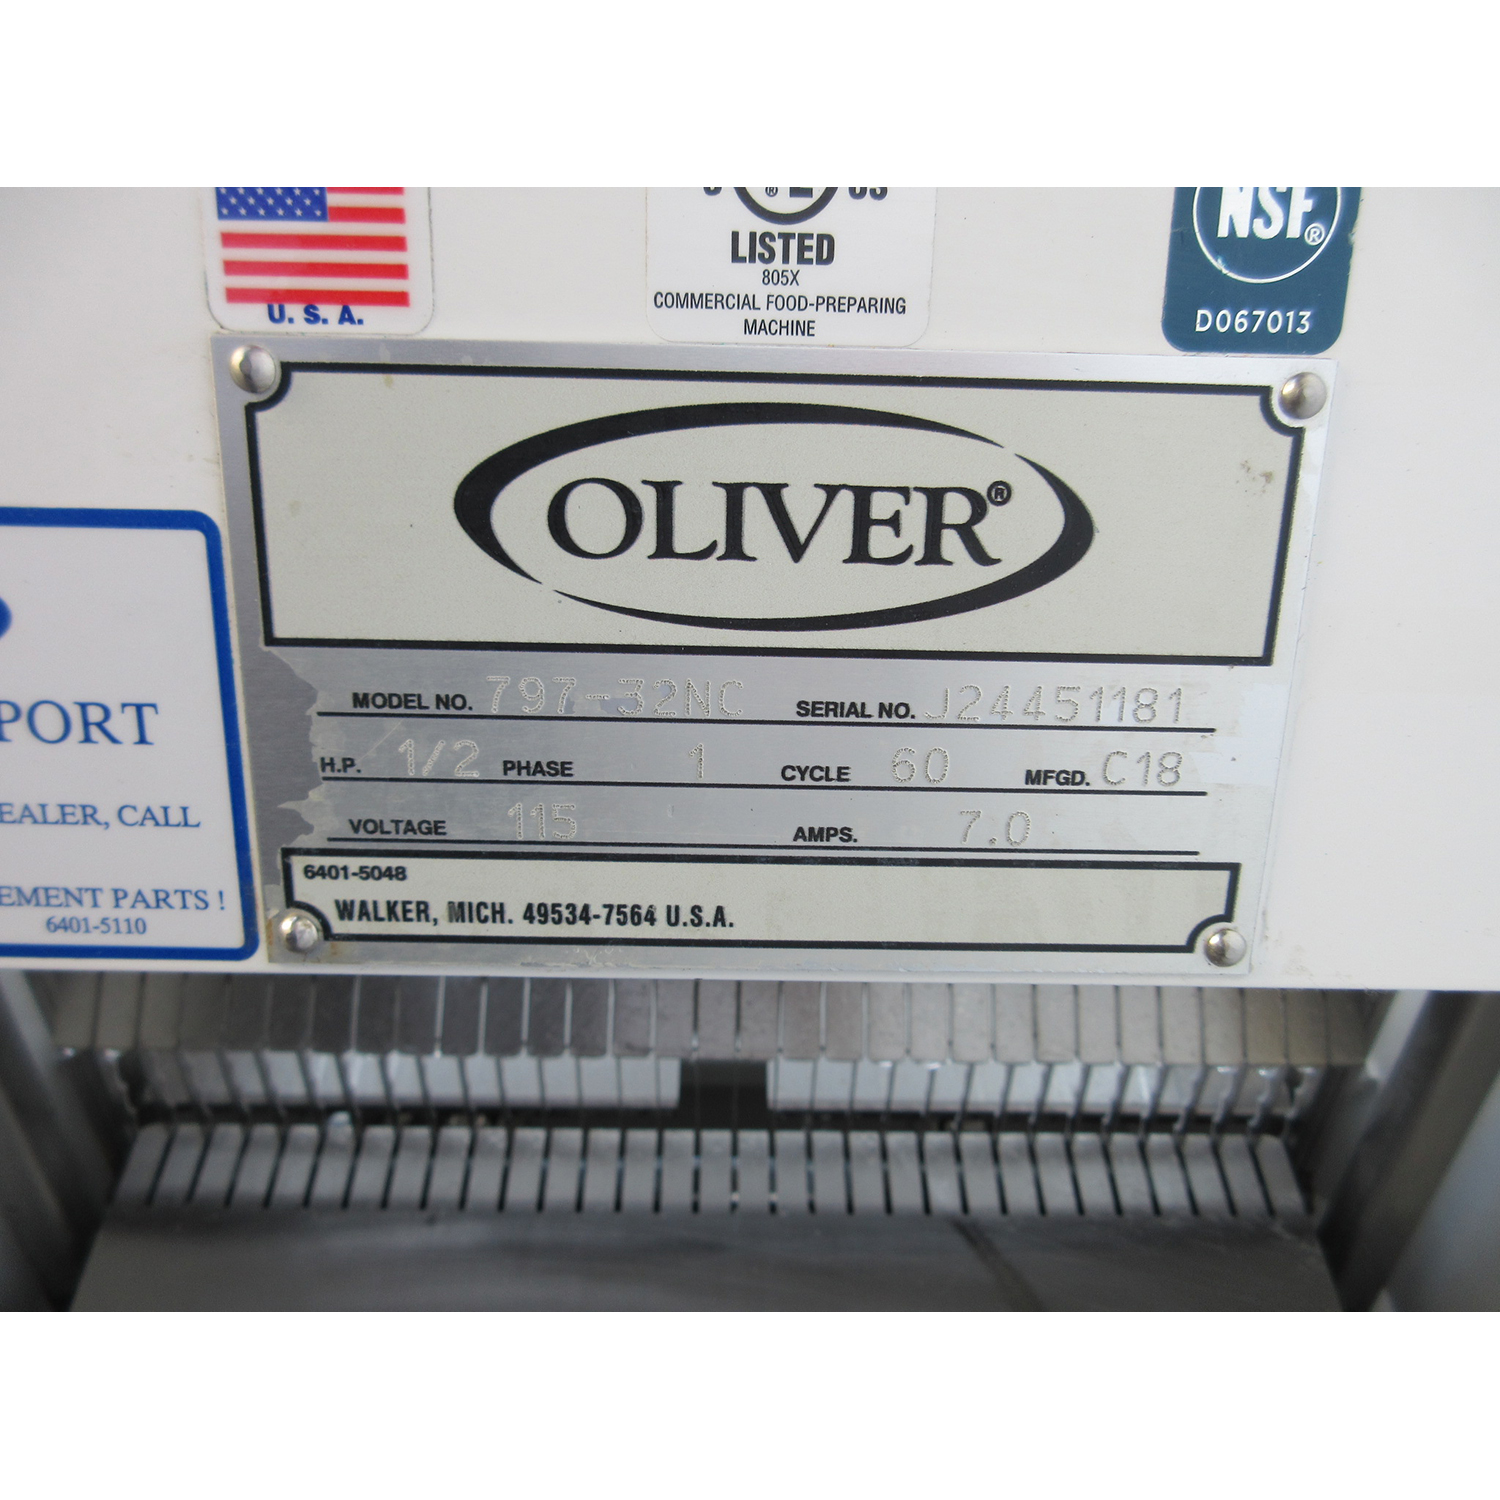 U. S. A.
LISTED
805X
COMMERCIAL FOOD-PREPARING
MACHINE
NSF®
D067013
OLIVER®
MODEL NO. 797-32NC SERIAL NO. J24451181
H.P. 1/2 PHASE 1 CYCLE 60 MFGD. C18
VOLTAGE 115 AMPS. 7.0
6401-5048
WALKER, MICH. 49534-7564 U.S.A.
PORT
EALER, CALL
EMENT PARTS !
6401-5110